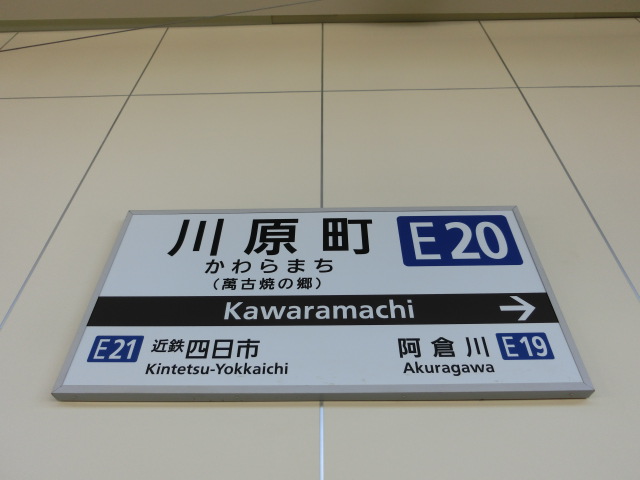 川原町 E20
かわらまち
(萬古焼の郷)
Kawaramachi →
E21 近鉄四日市 阿倉川 E19
Kintetsu-Yokkaichi Akuragawa